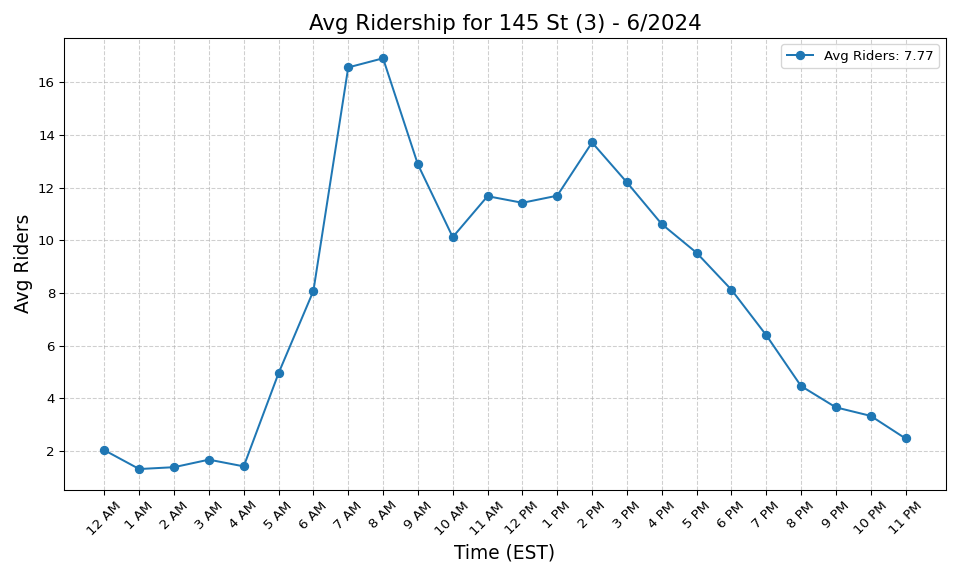 Avg Ridership for 145 St (3) - 6/2024
Avg Riders: 7.77
Avg Riders
16
14
12
10
8
6
4
2
12 AM
1 AM
2 AM
3 AM
4 AM
5 AM
6 AM
7 AM
8 AM
9 AM
10 AM
11 AM
12 PM
1 PM
2 PM
3 PM
4 PM
5 PM
6 PM
7 PM
8 PM
9 PM
10 PM
11 PM
Time (EST)